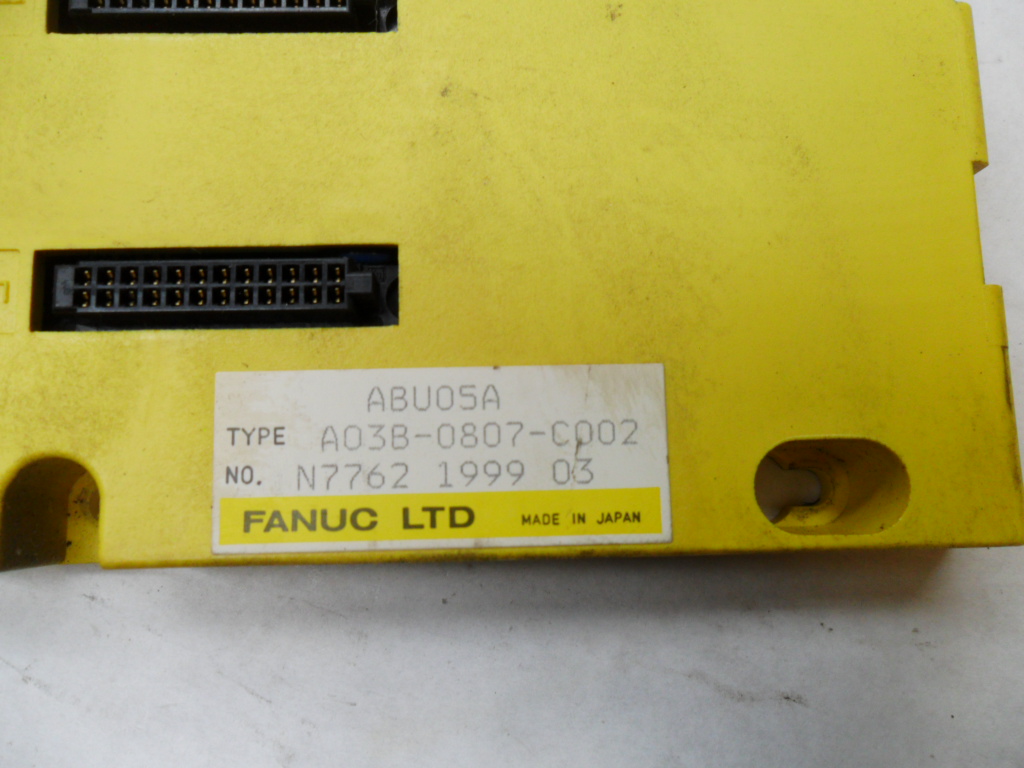 ABU05A
TYPE A03B-0807-C002
NO. N7762 1999 03
FANUC LTD MADE IN JAPAN